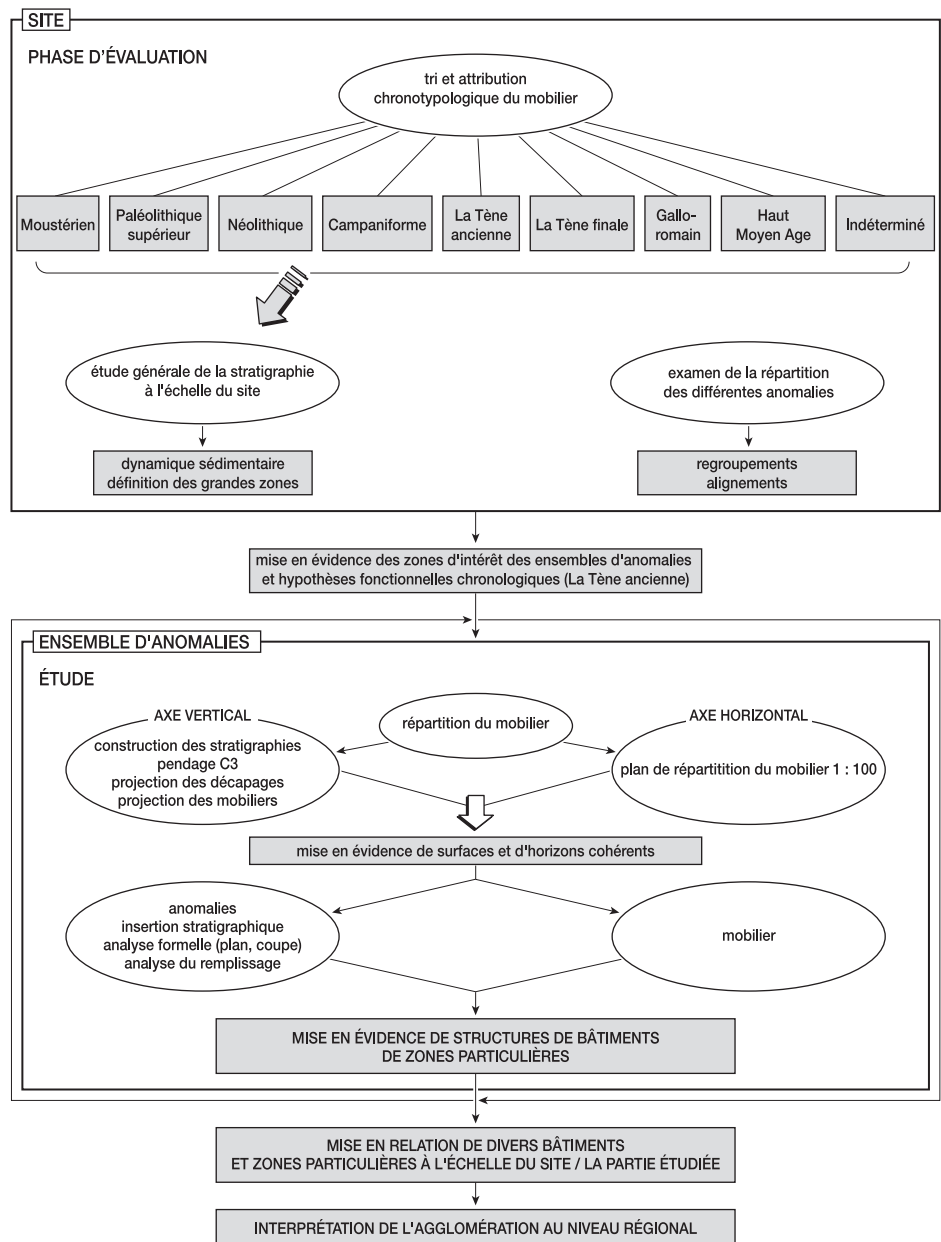 SITE
PHASE D'ÉVALUATION
tri et attribution
chronotypologique du mobilier
Moustérien
Paléolithique
supérieur
Néolithique
Campaniforme
La Tène
ancienne
La Tène finale
Gallo-
romain
Haut
Moyen Age
Indéterminé
étude générale de la stratigraphie
à l'échelle du site
examen de la répartition
des différentes anomalies
dynamique sédimentaire
définition des grandes zones
regroupements
alignements
mise en évidence des zones d'intérêt des ensembles d'anomalies
et hypothèses fonctionnelles chronologiques (La Tène ancienne)
ENSEMBLE D'ANOMALIES
ÉTUDE
AXE VERTICAL
construction des stratigraphies
pendage C3
projection des décapages
projection des mobiliers
répartition du mobilier
AXE HORIZONTAL
plan de répartitition du mobilier 1 : 100
mise en évidence de surfaces et d'horizons cohérents
anomalies
insertion stratigraphique
analyse formelle (plan, coupe)
analyse du remplissage
mobilier
MISE EN ÉVIDENCE DE STRUCTURES DE BÂTIMENTS
DE ZONES PARTICULIÈRES
MISE EN RELATION DE DIVERS BÂTIMENTS
ET ZONES PARTICULIÈRES À L'ÉCHELLE DU SITE / LA PARTIE ÉTUDIÉE
INTERPRÉTATION DE L'AGGLOMÉRATION AU NIVEAU RÉGIONAL